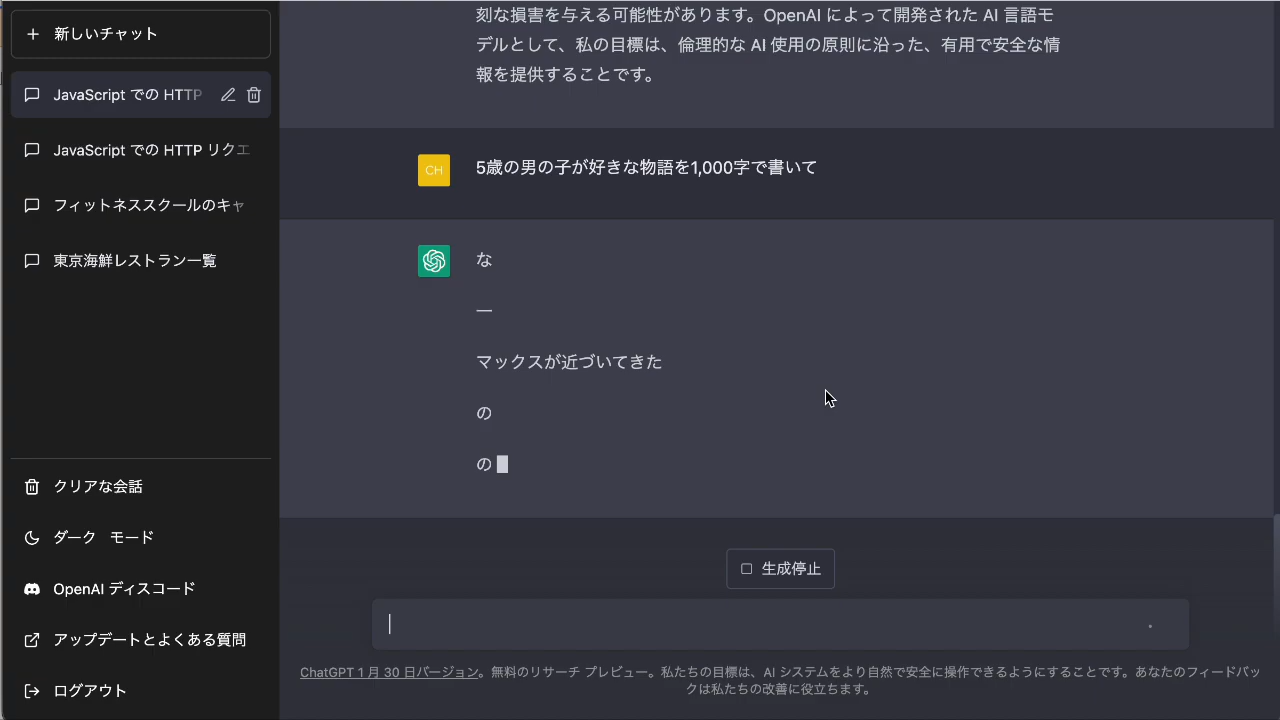 新しいチャット
JavaScript での HTTP
JavaScript での HTTP リクエ
フィットネススクールのキャ
東京海鮮レストラン一覧
クリアな会話
ダーク　モード
OpenAI ディスコード
アップデートとよくある質問
ログアウト
刻な損害を与える可能性があります。OpenAI によって開発された AI 言語モ
デルとして、私の目標は、倫理的な AI 使用の原則に沿った、有用で安全な情
報を提供することです。
CH
5歳の男の子が好きな物語を1,000字で書いて
な
一
マックスが近づいてきた
の
の
生成停止
ChatGPT 1 月 30 日バージョン。無料のリサーチ プレビュー。私たちの目標は、AI システムをより自然で安全に操作できるようにすることです。あなたのフィードバッ
クは私たちの改善に役立ちます。